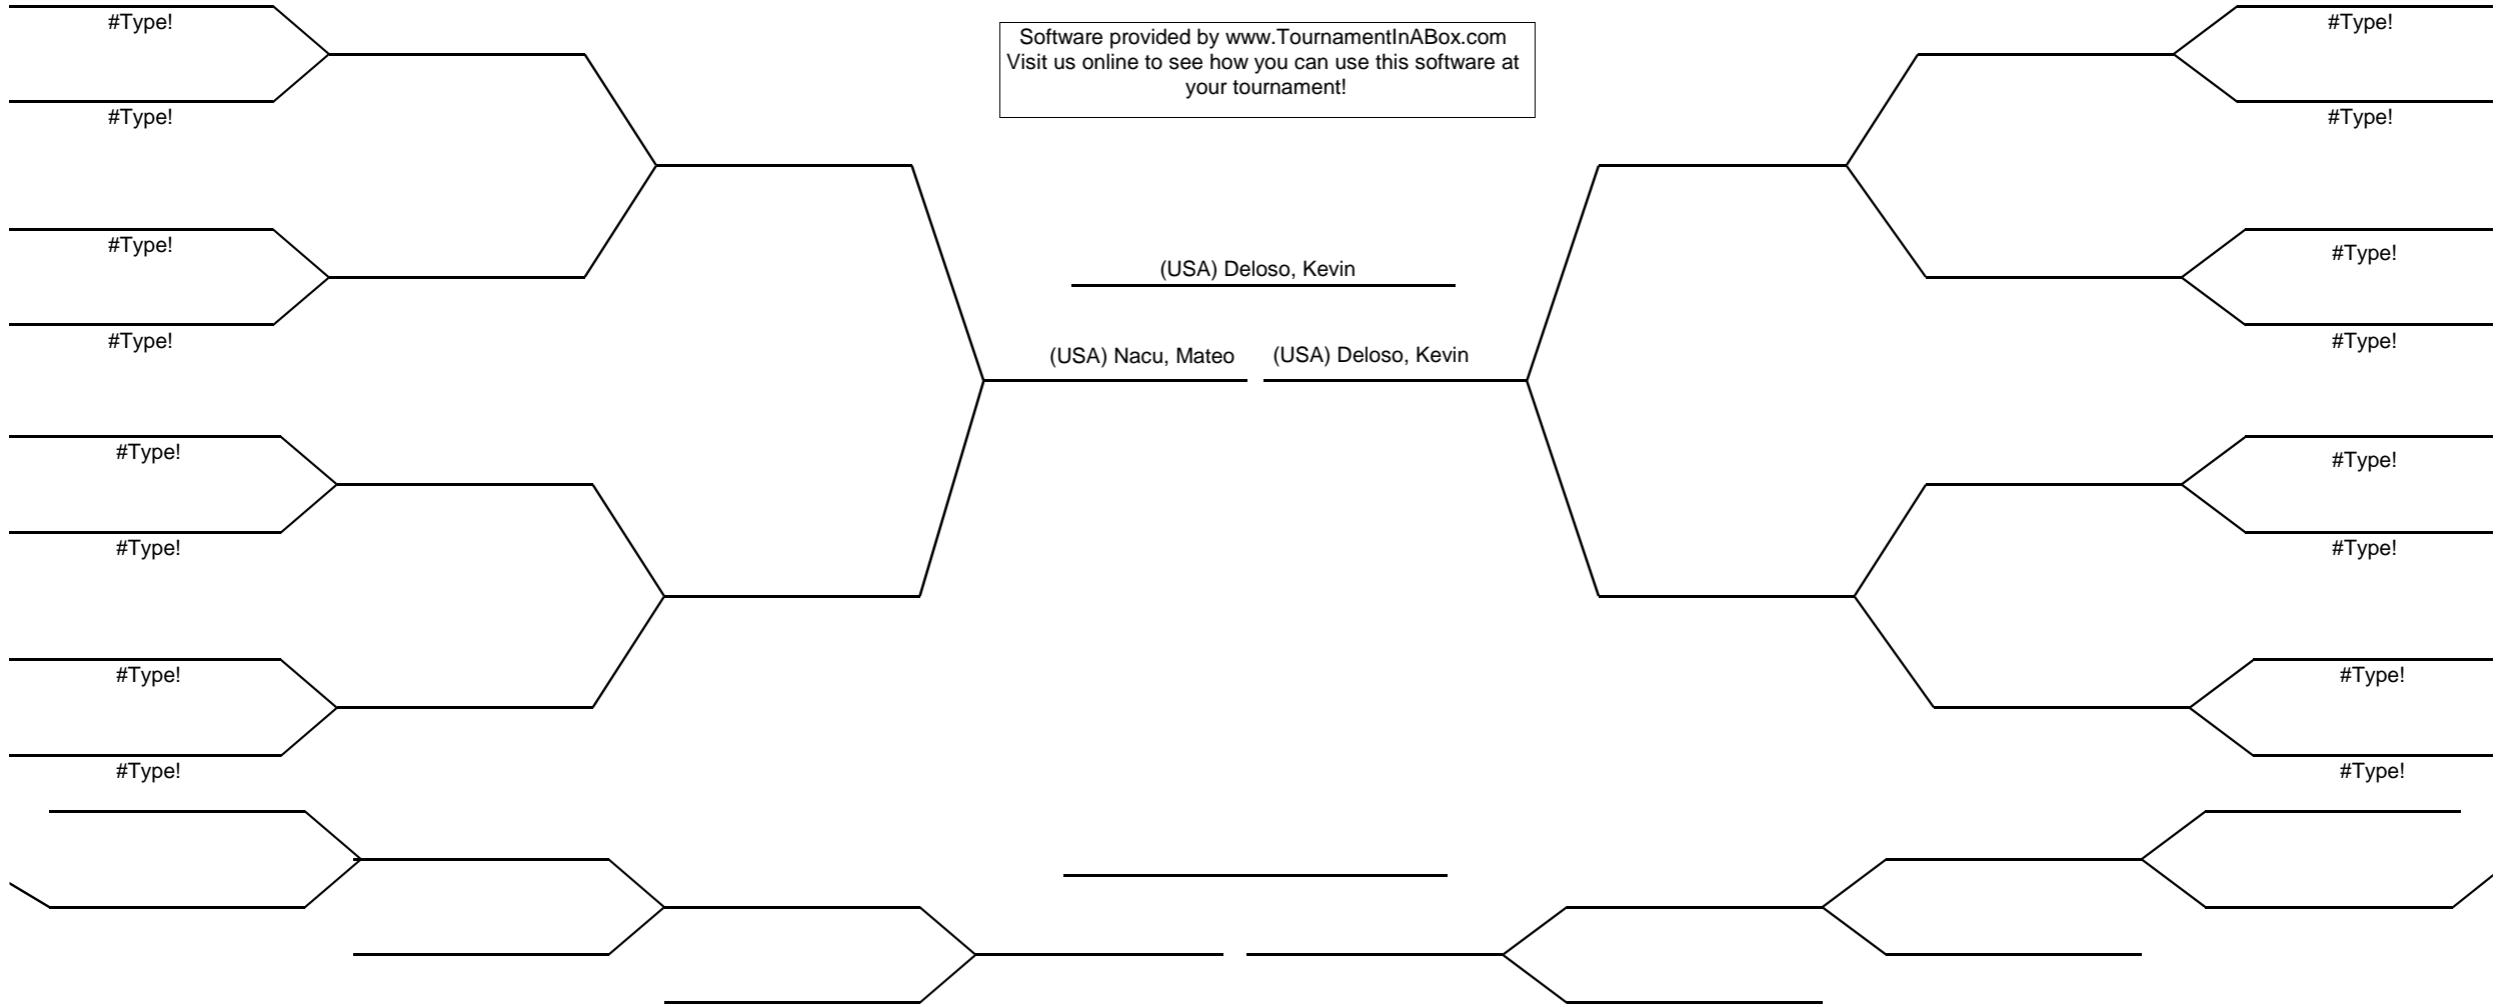 #Type!
#Type!
Software provided by www.TournamentInABox.com
Visit us online to see how you can use this software at
your tournament!
#Type!
#Type!
#Type!
#Type!
(USA) Deloso, Kevin
#Type!
#Type!
(USA) Nacu, Mateo
(USA) Deloso, Kevin
#Type!
#Type!
#Type!
#Type!
#Type!
#Type!
#Type!
#Type!